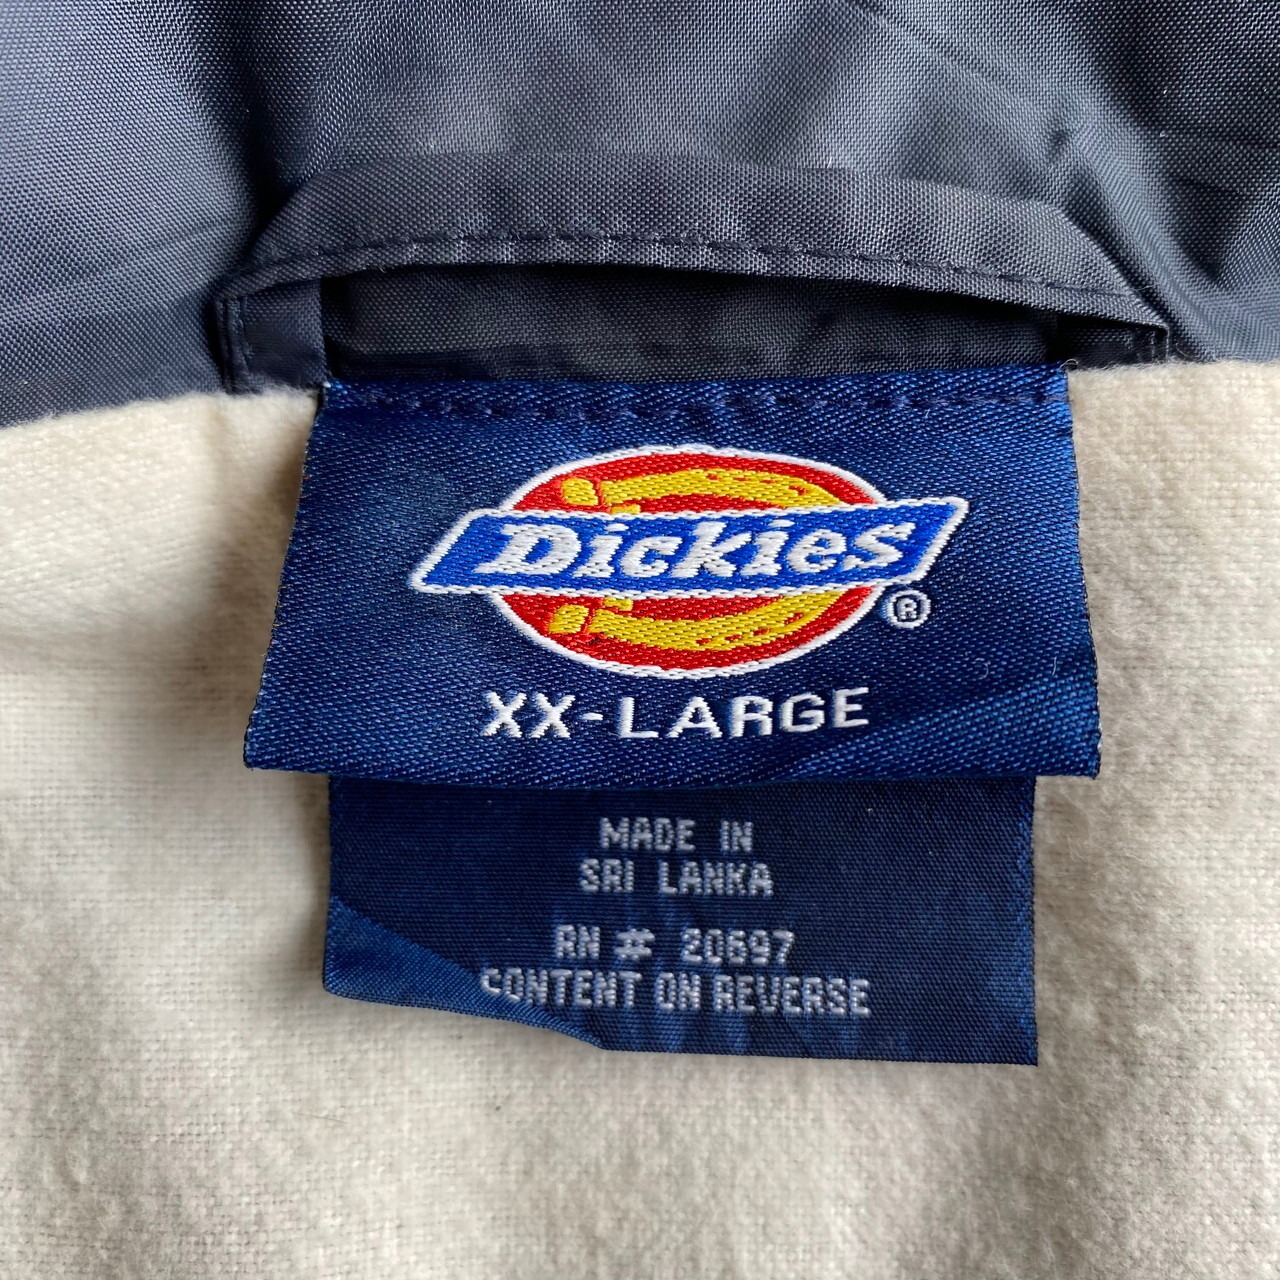 Dickies
®
XX-LARGE
MADE IN
SRI LANKA
RN # 20697
CONTENT ON REVERSE